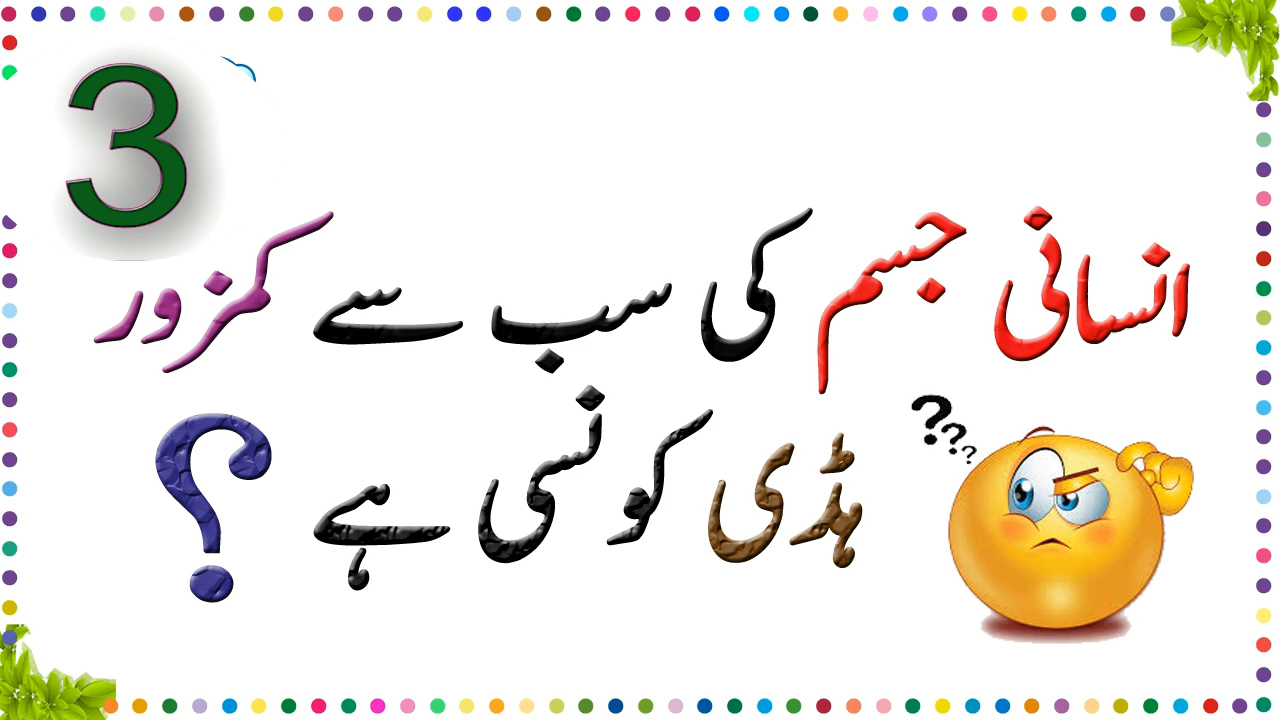 3
انسانی جسم کی سب سے کمزور
ہڈی کونسی ہے ؟
???